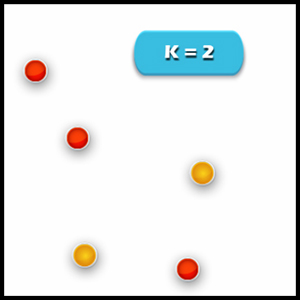 K = 2